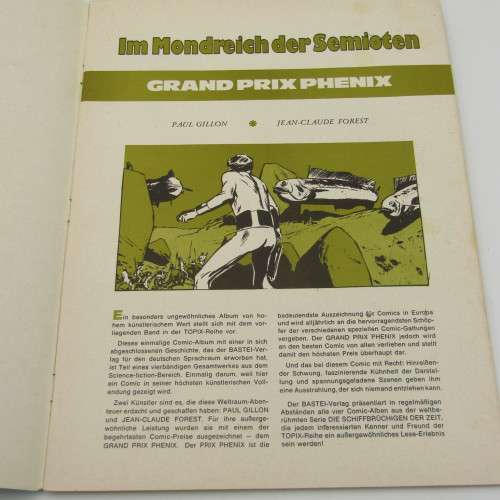 Im Mondreich der Semioten
GRAND PRIX PHENIX
PAUL GILLON ❋ JEAN-CLAUDE FOREST
Ein besonders ungewöhnliches Album von ho-
hem künstlerischem Wert stellt sich mit dem vor-
liegenden Band in der TOPIX-Reihe vor.
Dieses einmalige Comic-Album mit einer in sich
abgeschlossenen Geschichte, das der BASTEI-Ver-
lag für den deutschen Sprachraum erworben hat,
ist Teil eines vierbändigen Gesamtwerkes aus dem
Science-fiction-Bereich. Einmalig darum, weil hier
ein Comic in seiner höchsten künstlerischen Voll-
endung gezeigt wird.
Zwei Künstler sind es, die diese Weltraum-Aben-
teuer erdacht und geschaffen haben: PAUL GILLON
und JEAN-CLAUDE FOREST. Für ihre außerge-
wöhnliche Leistung wurden sie mit einem der
begehrtasten Comic-Preise ausgezeichnet – dem
GRAND PRIX PHENIX. Der PRIX PHENIX ist die
bedeutendste Auszeichnung für Comics in Europa
und wird alljährlich an die hervorragendsten Schöp-
fer der verschiedenen speziellen Comic-Gattungen
vergeben. Der GRAND PRIX PHENIX jedoch wird
an den besten Comic von allen verliehen und stellt
damit den höchsten Preis überhaupt dar.
Und das bei diesem Comic mit Recht: Hinreißen-
der Schwung, faszinierende Kühnheit der Darstel-
lung und spannungsgeladene Szenen geben ihm
eine Ausstrahlung, der sich niemand entziehen kann.
Der BASTEI-Verlag präsentiert in regelmäßigen
Abständen alle vier Comic-Alben aus der weltbe-
rühmten Serie DIE SCHIFFBRÜCHIGEN DER ZEIT,
die jedem interessierten Kenner und Freund der
TOPIX-Reihe ein außergewöhnliches Lese-Erlebnis
sein werden!